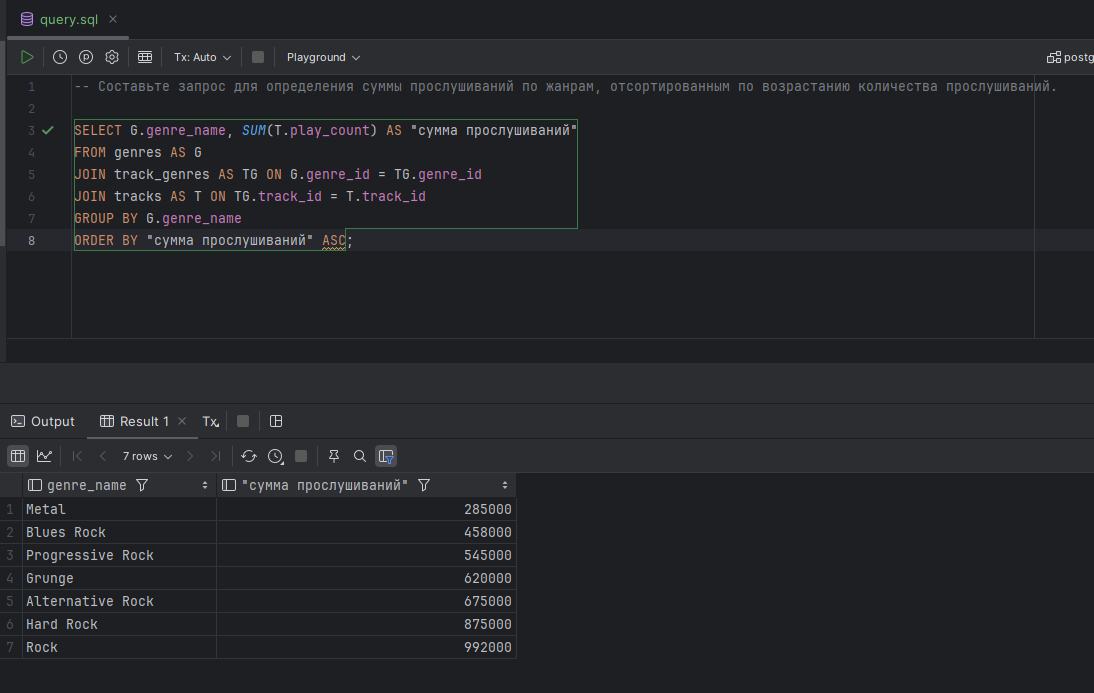 query.sql
Tx: Auto Playground postg
1 -- Составьте запрос для определения суммы прослушиваний по жанрам, отсортированным по возрастанию количества прослушиваний.
2
3 SELECT G.genre_name, SUM(T.play_count) AS "сумма прослушиваний"
4 FROM genres AS G
5 JOIN track_genres AS TG ON G.genre_id = TG.genre_id
6 JOIN tracks AS T ON TG.track_id = T.track_id
7 GROUP BY G.genre_name
8 ORDER BY "сумма прослушиваний" ASC;
Output Result 1 Tx
7 rows
genre_name "сумма прослушиваний"
1 Metal 285000
2 Blues Rock 458000
3 Progressive Rock 545000
4 Grunge 620000
5 Alternative Rock 675000
6 Hard Rock 875000
7 Rock 992000